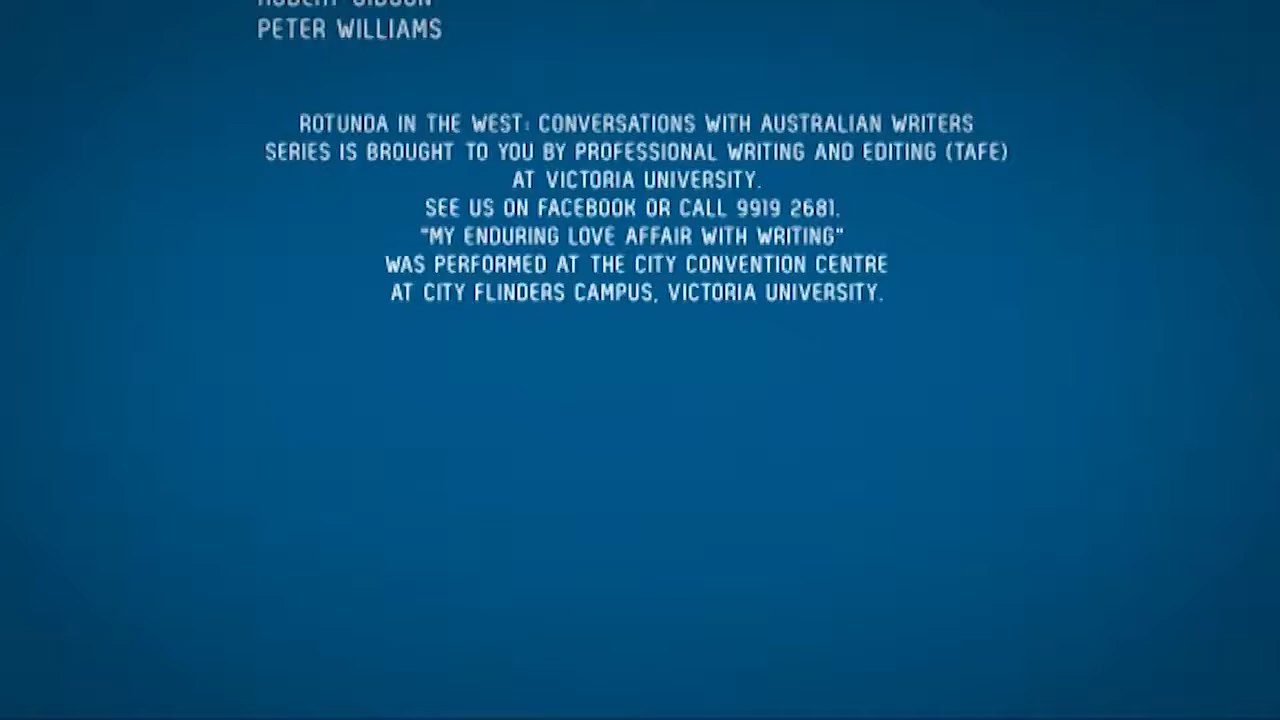 PETER WILLIAMS
ROTUNDA IN THE WEST: CONVERSATIONS WITH AUSTRALIAN WRITERS
SERIES IS BROUGHT TO YOU BY PROFESSIONAL WRITING AND EDITING (TAFE)
AT VICTORIA UNIVERSITY.
SEE US ON FACEBOOK OR CALL 9919 2681.
"MY ENDURING LOVE AFFAIR WITH WRITING"
WAS PERFORMED AT THE CITY CONVENTION CENTRE
AT CITY FLINDERS CAMPUS, VICTORIA UNIVERSITY.